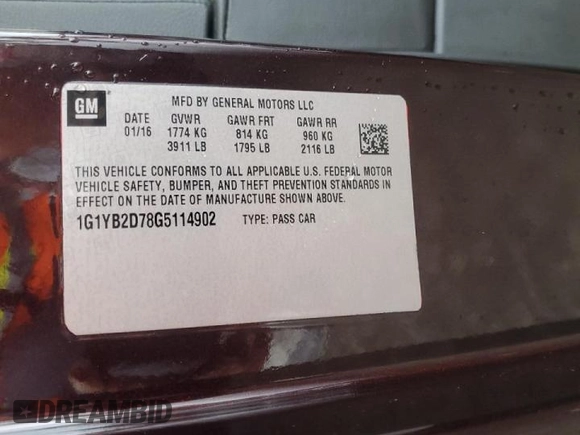 GM
MFD BY GENERAL MOTORS LLC
DATE GVWR GAWR FRT GAWR RR
01/16 1774 KG 814 KG 960 KG
3911 LB 1795 LB 2116 LB
THIS VEHICLE CONFORMS TO ALL APPLICABLE U.S. FEDERAL MOTOR
VEHICLE SAFETY, BUMPER, AND THEFT PREVENTION STANDARDS IN
EFFECT ON THE DATE OF MANUFACTURE SHOWN ABOVE.
1G1YB2D78G5114902 TYPE: PASS CAR
DREAMBID